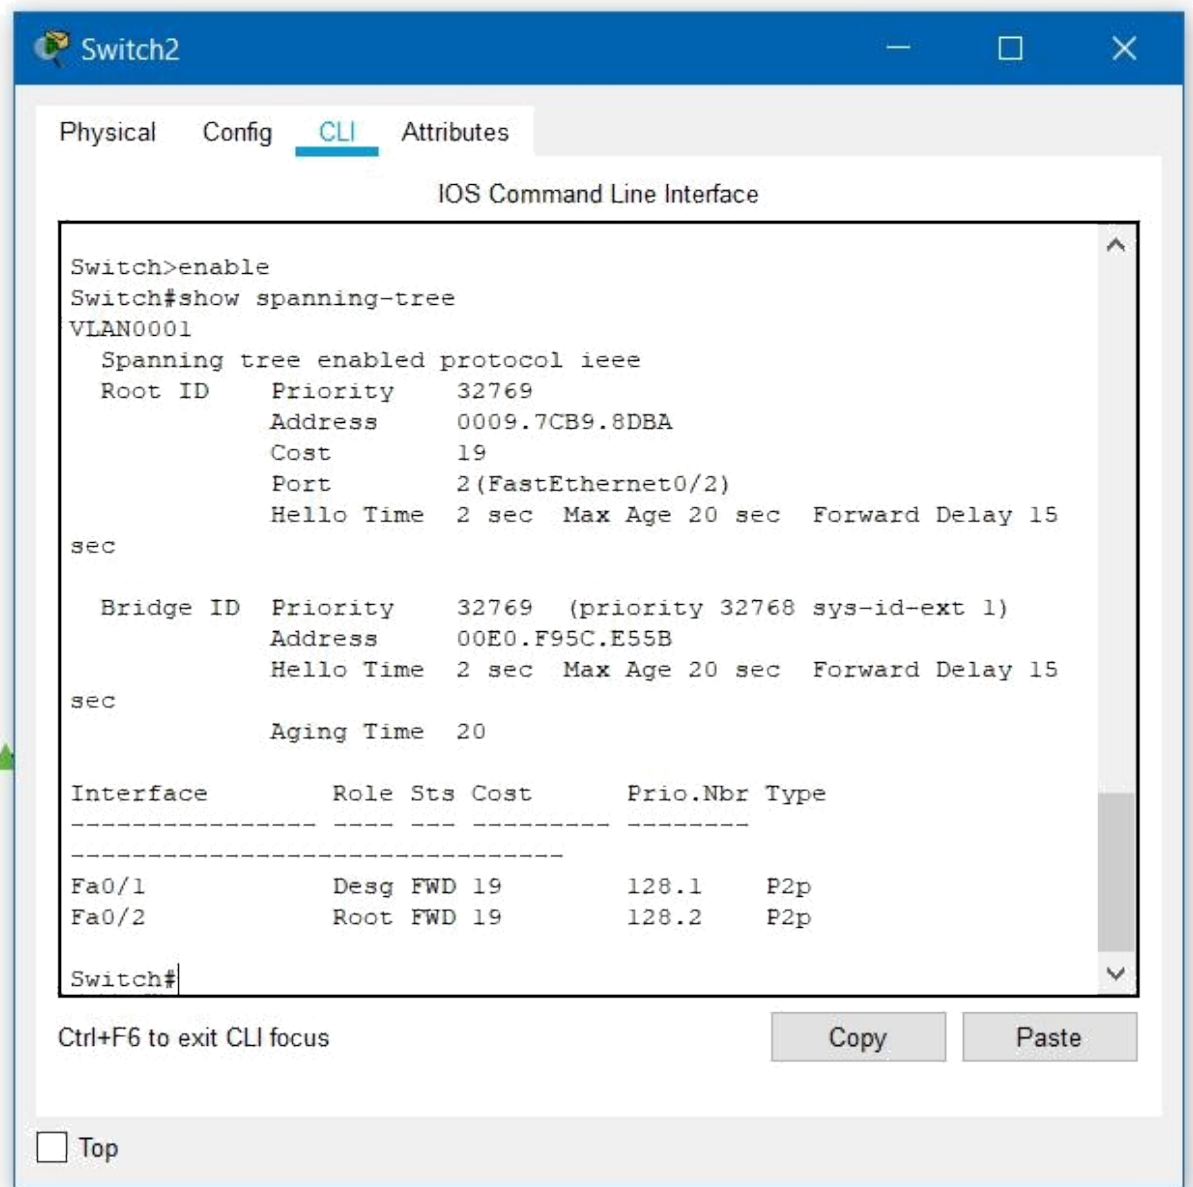 Switch2
Physical Config CLI Attributes
IOS Command Line Interface
Switch>enable
Switch#show spanning-tree
VLAN0001
  Spanning tree enabled protocol ieee
  Root ID    Priority    32769
             Address     0009.7CB9.8DBA
             Cost        19
             Port        2(FastEthernet0/2)
             Hello Time  2 sec  Max Age 20 sec  Forward Delay 15
sec
  Bridge ID  Priority    32769  (priority 32768 sys-id-ext 1)
             Address     00E0.F95C.E55B
             Hello Time  2 sec  Max Age 20 sec  Forward Delay 15
sec
             Aging Time  20
Interface        Role Sts Cost      Prio.Nbr Type
---------------- ---- --- --------- --------
--------------------------------
Fa0/1            Desg FWD 19        128.1    P2p
Fa0/2            Root FWD 19        128.2    P2p
Switch#
Ctrl+F6 to exit CLI focus
Copy Paste
Top